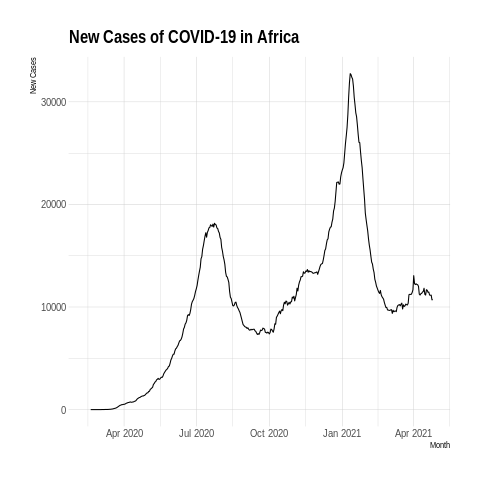 New Cases of COVID-19 in Africa
New Cases
30000
20000
10000
0
Apr 2020 Jul 2020 Oct 2020 Jan 2021 Apr 2021
Month